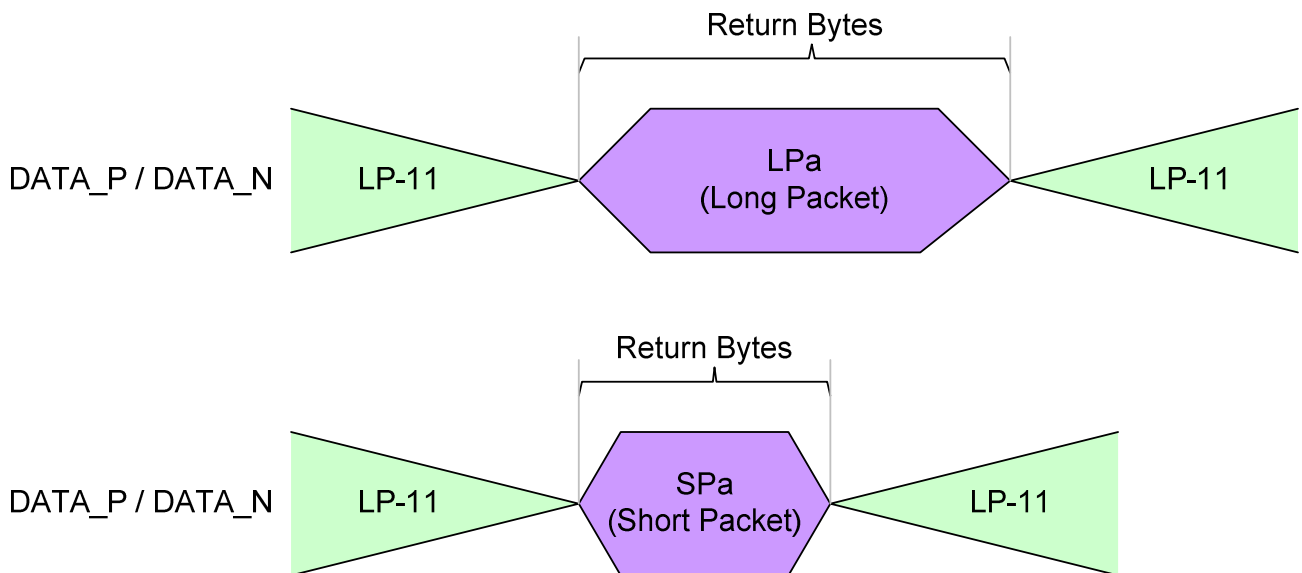 Return Bytes
DATA_P / DATA_N
LP-11
LPa
(Long Packet)
LP-11
Return Bytes
DATA_P / DATA_N
LP-11
SPa
(Short Packet)
LP-11